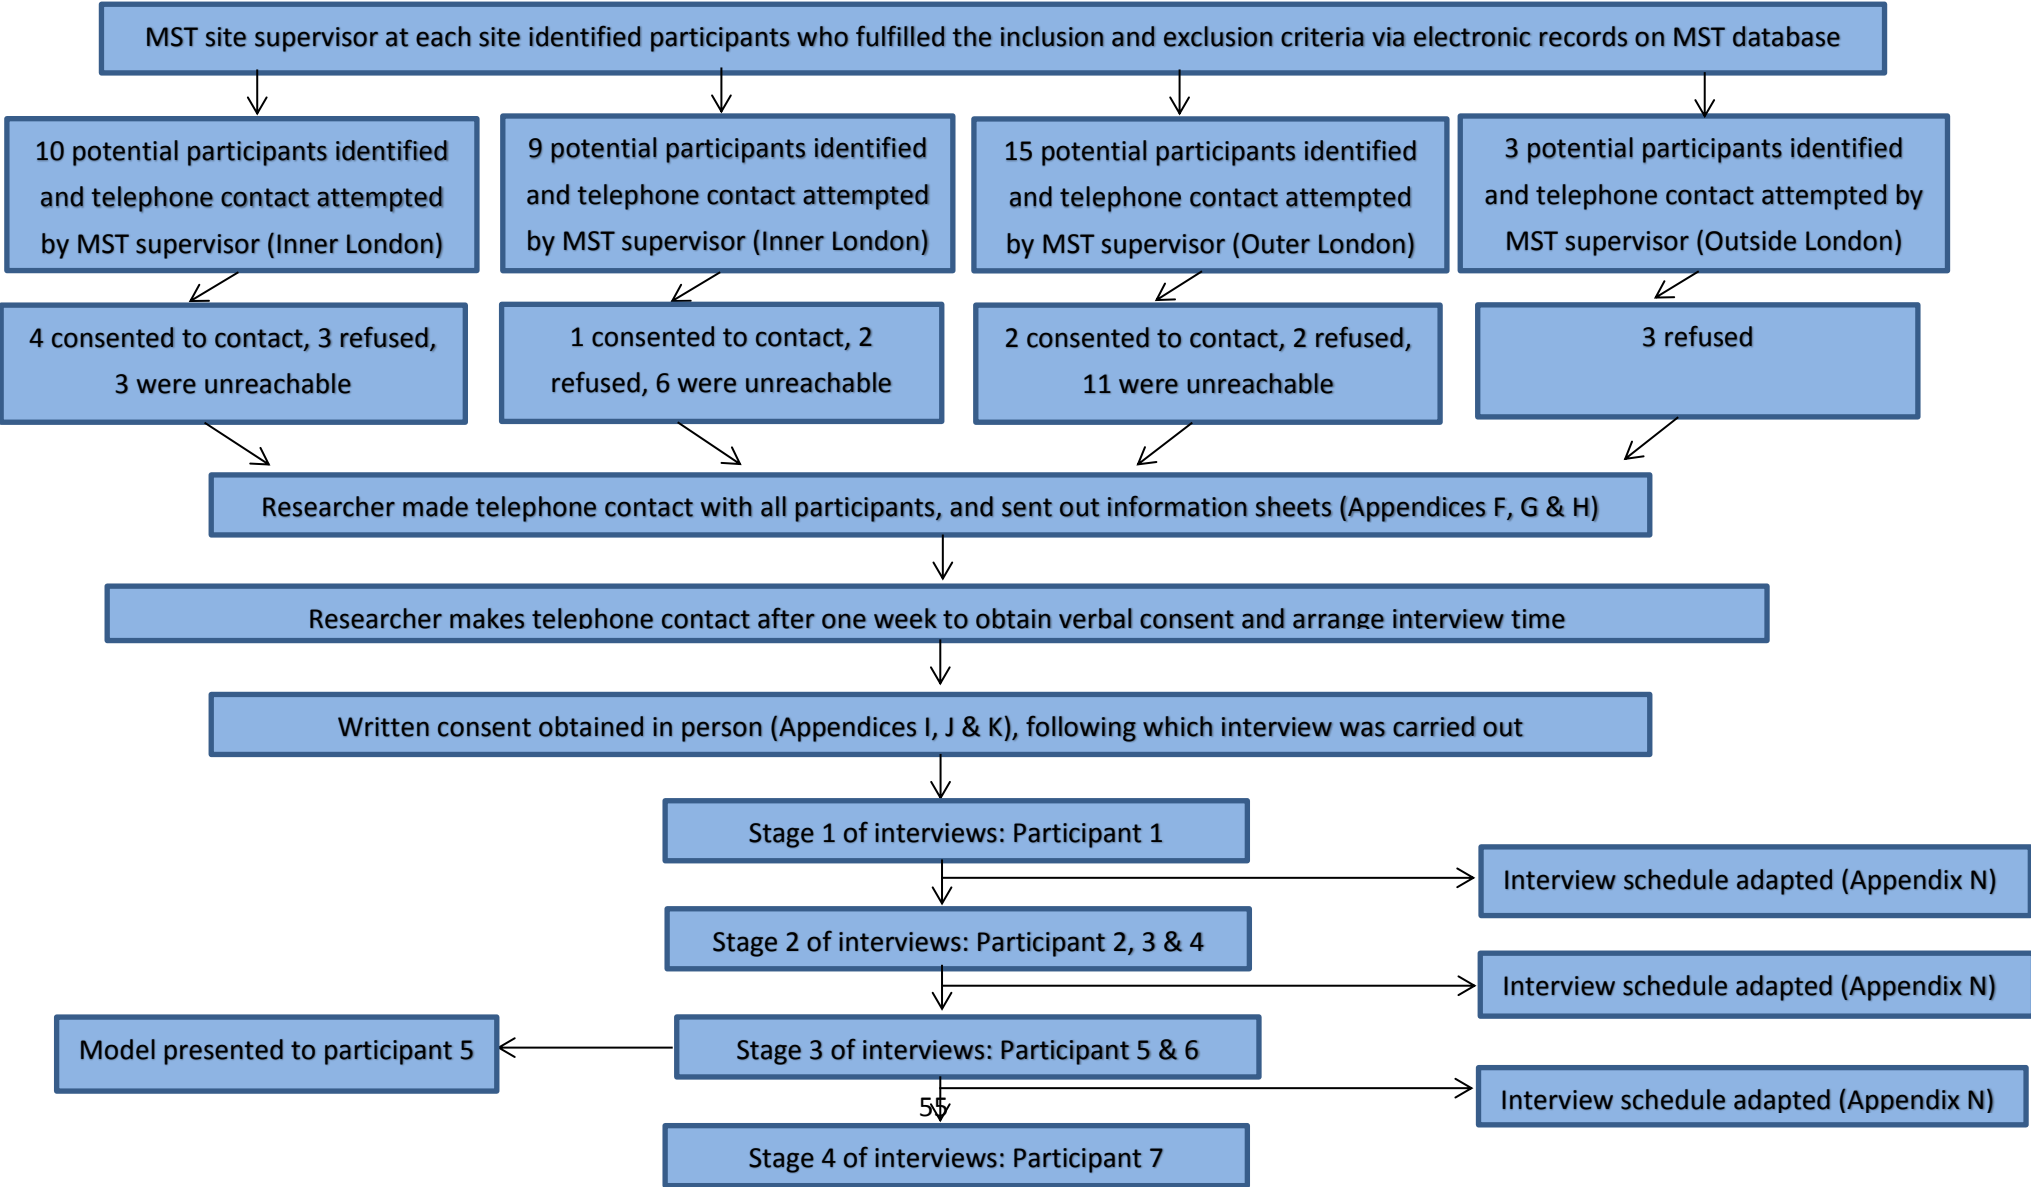 MST site supervisor at each site identified participants who fulfilled the inclusion and exclusion criteria via electronic records on MST database
10 potential participants identified
and telephone contact attempted
by MST supervisor (Inner London)
9 potential participants identified
and telephone contact attempted
by MST supervisor (Inner London)
15 potential participants identified
and telephone contact attempted
by MST supervisor (Outer London)
3 potential participants identified
and telephone contact attempted by
MST supervisor (Outside London)
4 consented to contact, 3 refused,
3 were unreachable
1 consented to contact, 2
refused, 6 were unreachable
2 consented to contact, 2 refused,
11 were unreachable
3 refused
Researcher made telephone contact with all participants, and sent out information sheets (Appendices F, G & H)
Researcher makes telephone contact after one week to obtain verbal consent and arrange interview time
Written consent obtained in person (Appendices I, J & K), following which interview was carried out
Stage 1 of interviews: Participant 1
Interview schedule adapted (Appendix N)
Stage 2 of interviews: Participant 2, 3 & 4
Interview schedule adapted (Appendix N)
Model presented to participant 5
Stage 3 of interviews: Participant 5 & 6
Interview schedule adapted (Appendix N)
55
Stage 4 of interviews: Participant 7